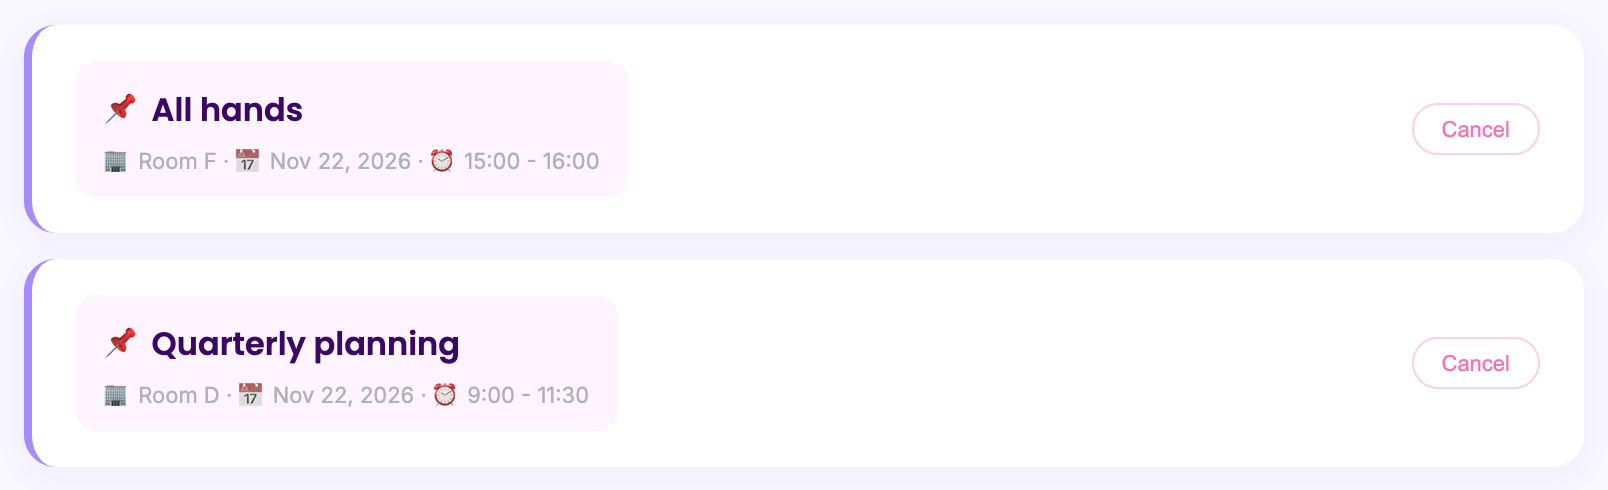 📌 All hands
Cancel
🏢 Room F · 📅 Nov 22, 2026 · ⏰ 15:00 - 16:00
📌 Quarterly planning
Cancel
🏢 Room D · 📅 Nov 22, 2026 · ⏰ 9:00 - 11:30